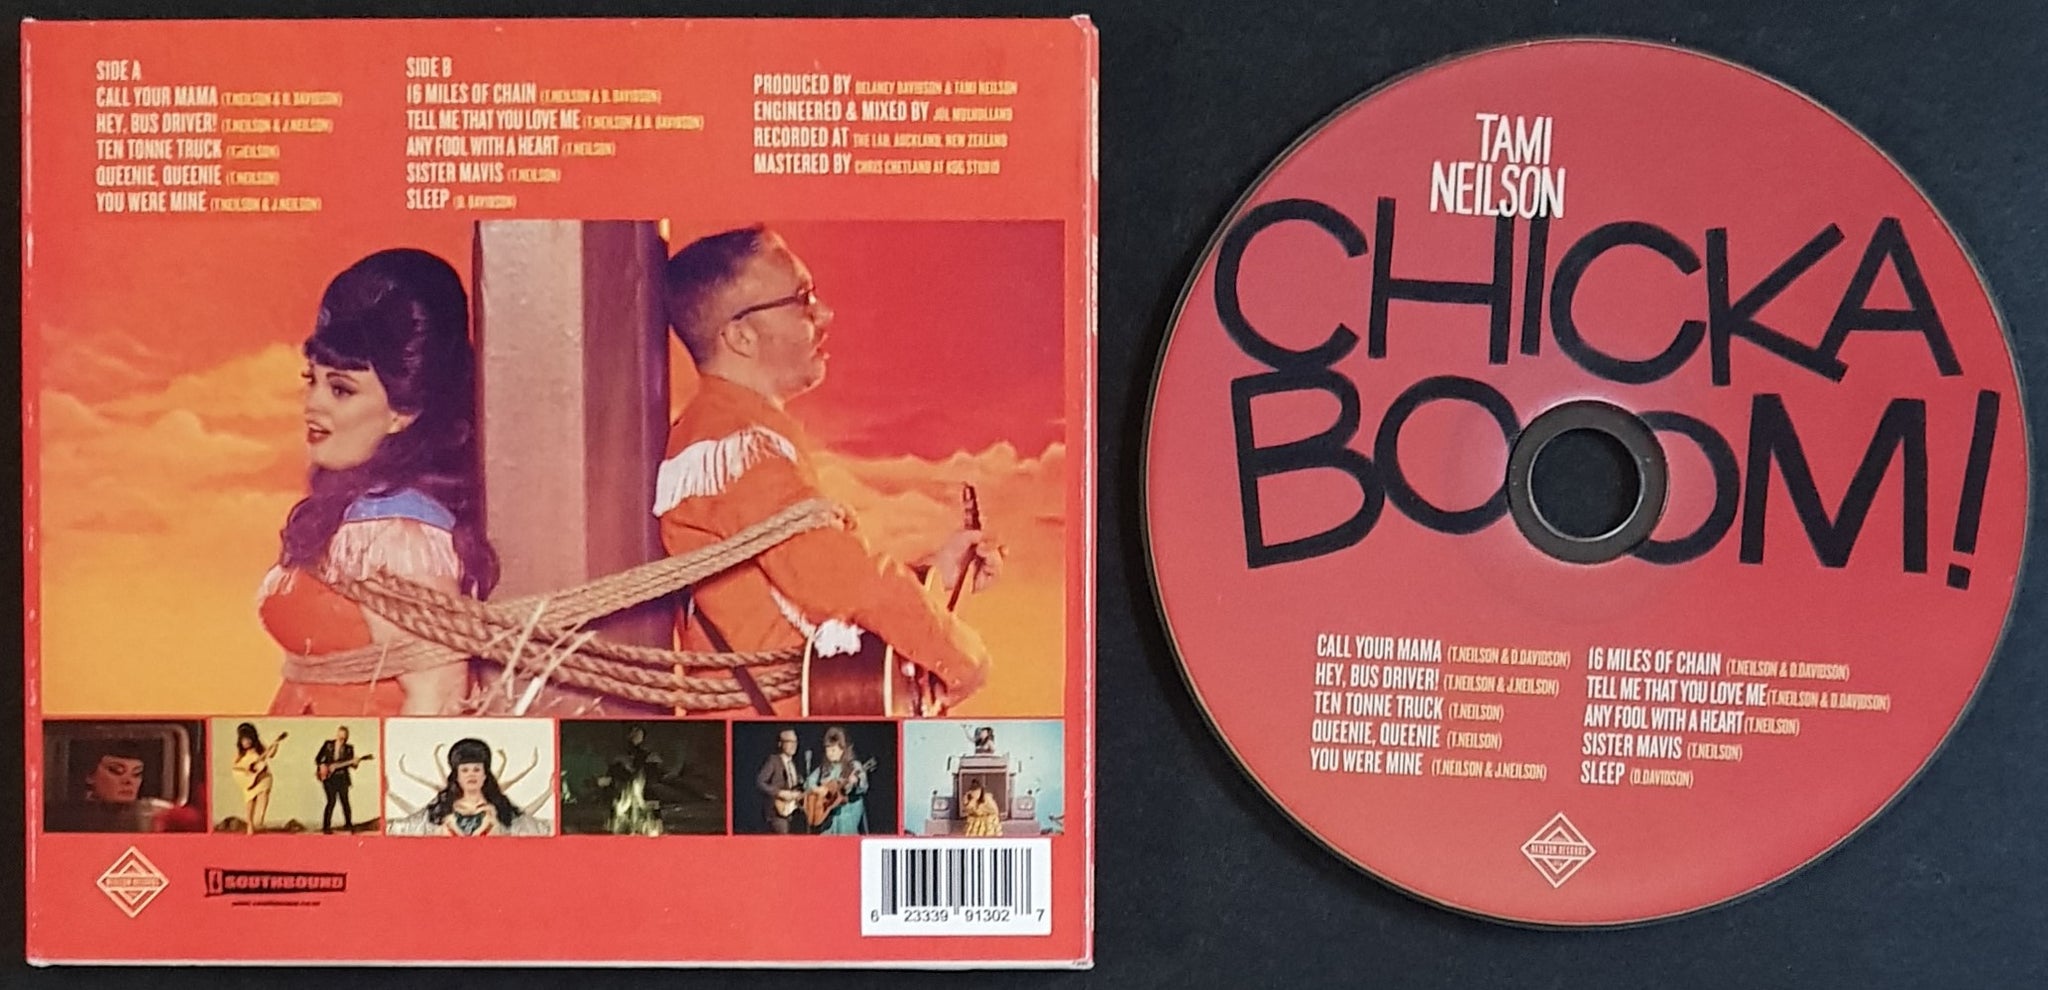 SIDE A
CALL YOUR MAMA (T.NEILSON & D. DAVIDSON)
HEY, BUS DRIVER! (T.NEILSON & J.NEILSON)
TEN TONNE TRUCK (T.NEILSON)
QUEENIE, QUEENIE (T.NEILSON)
YOU WERE MINE (T.NEILSON & J.NEILSON)
SIDE B
16 MILES OF CHAIN (T.NEILSON & D. DAVIDSON)
TELL ME THAT YOU LOVE ME (T.NEILSON & D. DAVIDSON)
ANY FOOL WITH A HEART (T.NEILSON)
SISTER MAVIS (T.NEILSON)
SLEEP (D. DAVIDSON)
PRODUCED BY DELANEY DAVIDSON & TAMI NEILSON
ENGINEERED & MIXED BY JOL MULHOLLAND
RECORDED AT THE LAB, AUCKLAND, NEW ZEALAND
MASTERED BY CHRIS CHETLAND AT KOG STUDIO
NEILSON RECORDS
SOUTHBOUND
6 23339 91302 7
TAMI
NEILSON
CHICKA
BOOM!
CALL YOUR MAMA (T.NEILSON & D.DAVIDSON)
HEY, BUS DRIVER! (T.NEILSON & J.NEILSON)
TEN TONNE TRUCK (T.NEILSON)
QUEENIE, QUEENIE (T.NEILSON)
YOU WERE MINE (T.NEILSON & J.NEILSON)
16 MILES OF CHAIN (T.NEILSON & D.DAVIDSON)
TELL ME THAT YOU LOVE ME (T.NEILSON & D.DAVIDSON)
ANY FOOL WITH A HEART (T.NEILSON)
SISTER MAVIS (T.NEILSON)
SLEEP (D.DAVIDSON)
NEILSON RECORDS